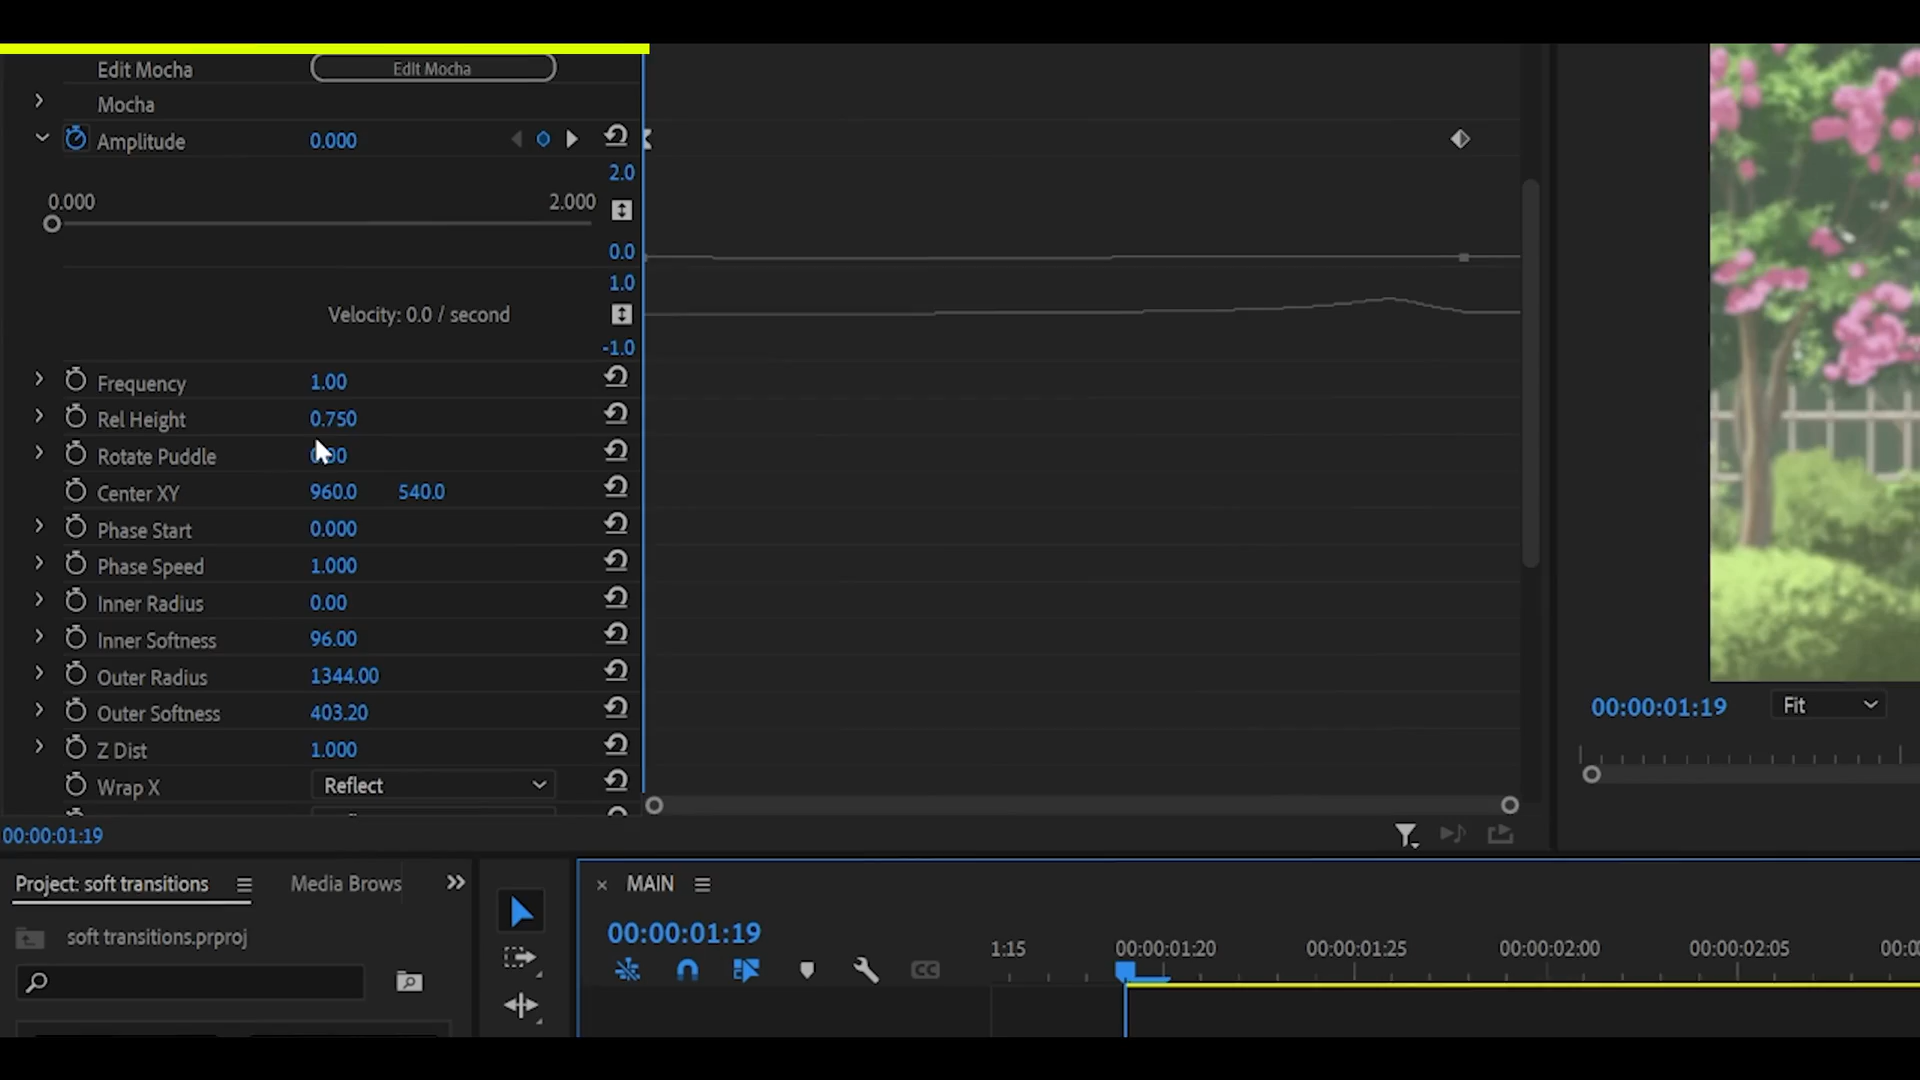 Edit Mocha Edit Mocha
Mocha
Amplitude 0.000
2.0
0.000 2.000
0.0
1.0
Velocity: 0.0 / second
-1.0
Frequency 1.00
Rel Height 0.750
Rotate Puddle
Center XY 960.0 540.0
Phase Start 0.000
Phase Speed 1.000
Inner Radius 0.00
Inner Softness 96.00
Outer Radius 1344.00
Outer Softness 403.20
Z Dist 1.000
Wrap X Reflect
00:00:01:19 Fit
00:00:01:19
Project: soft transitions Media Brows
MAIN
soft transitions.prproj
00:00:01:19
1:15 00:00:01:20 00:00:01:25 00:00:02:00 00:00:02:05 00:0
CC